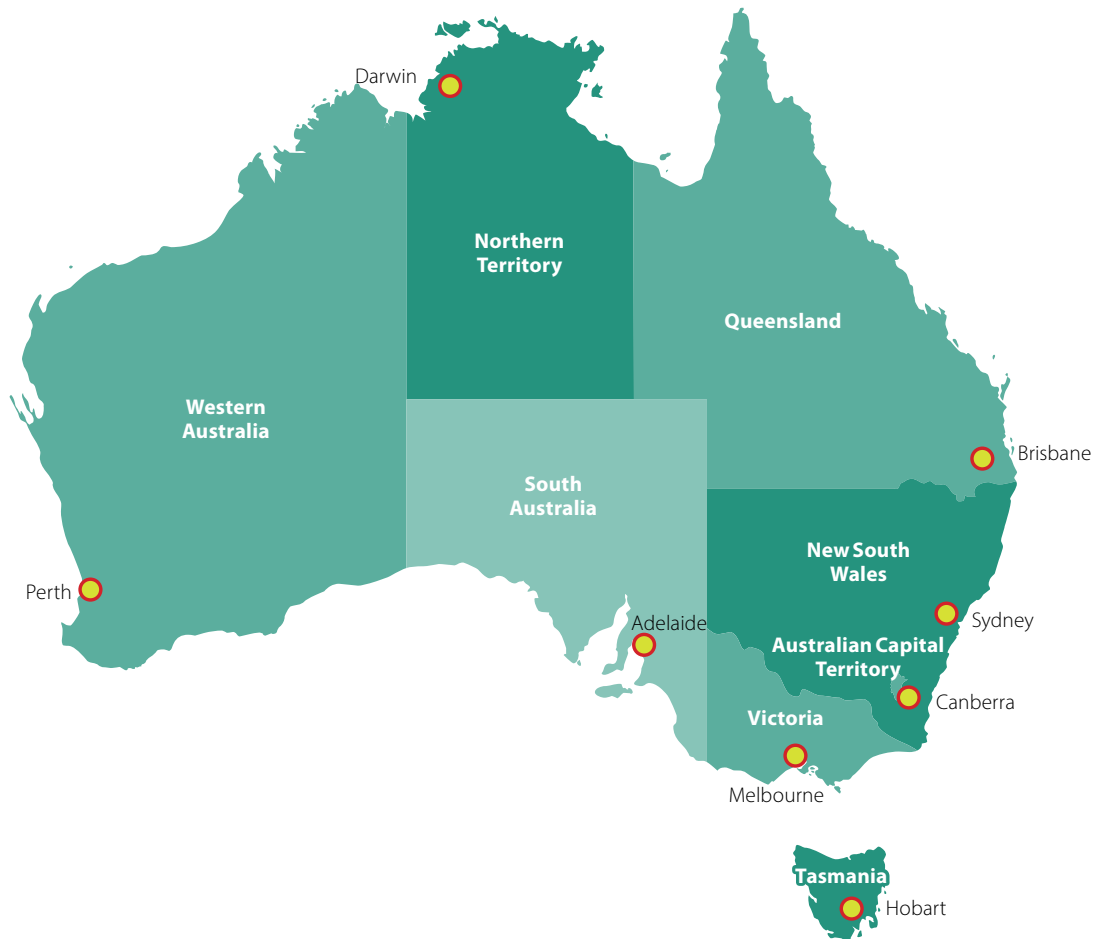 Darwin
Northern
Territory
Queensland
Western
Australia
Brisbane
South
Australia
New South
Wales
Perth
Adelaide
Sydney
Australian Capital
Territory
Canberra
Victoria
Melbourne
Tasmania
Hobart